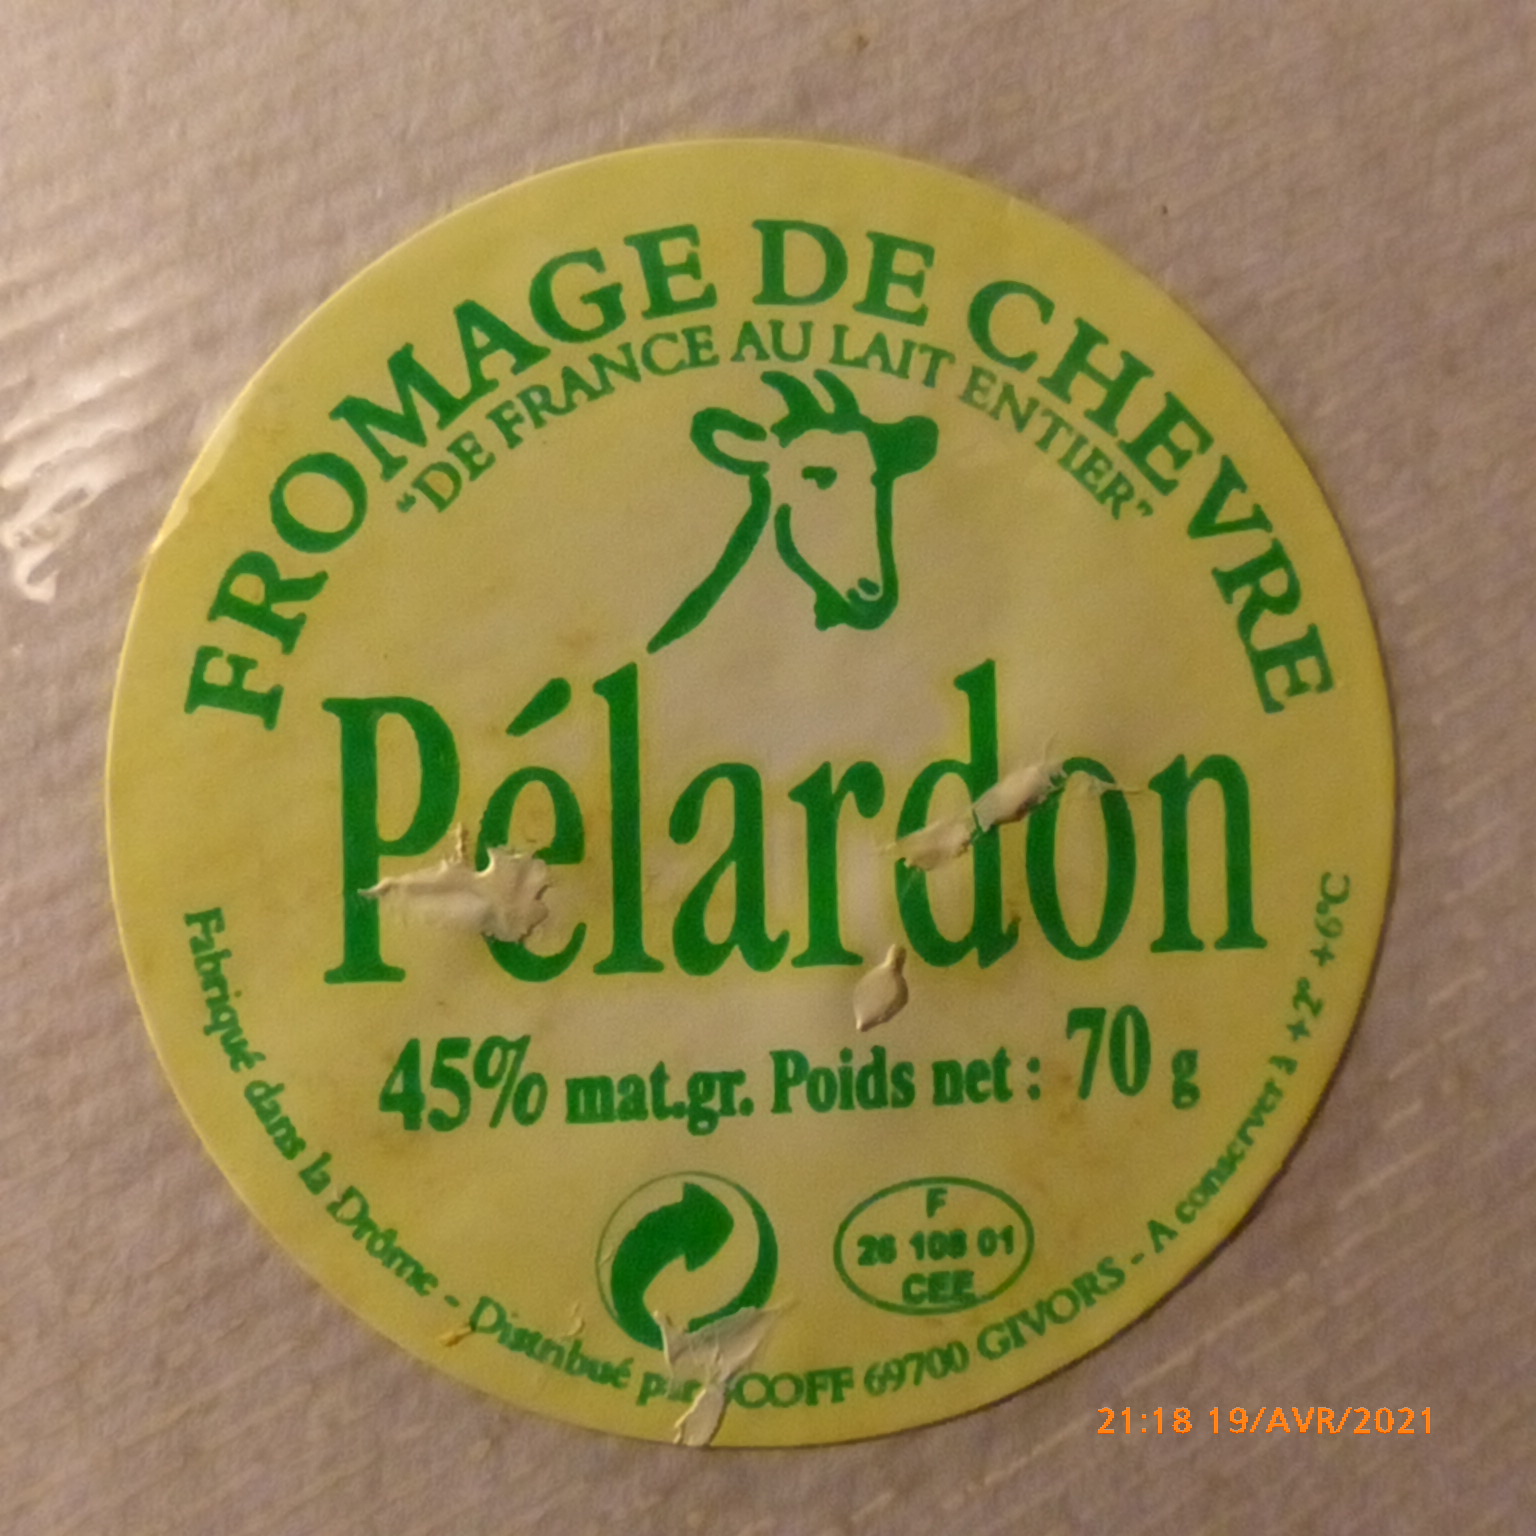 FROMAGE DE CHEVRE
"DE FRANCE AU LAIT ENTIER"
Pélardon
45% mat.gr. Poids net : 70 g
F
26 108 01
CEE
Fabriqué dans la Drôme - Distribué par 69700 GIVORS - A conserver à +2° +6°C
21:18 19/AVR/2021